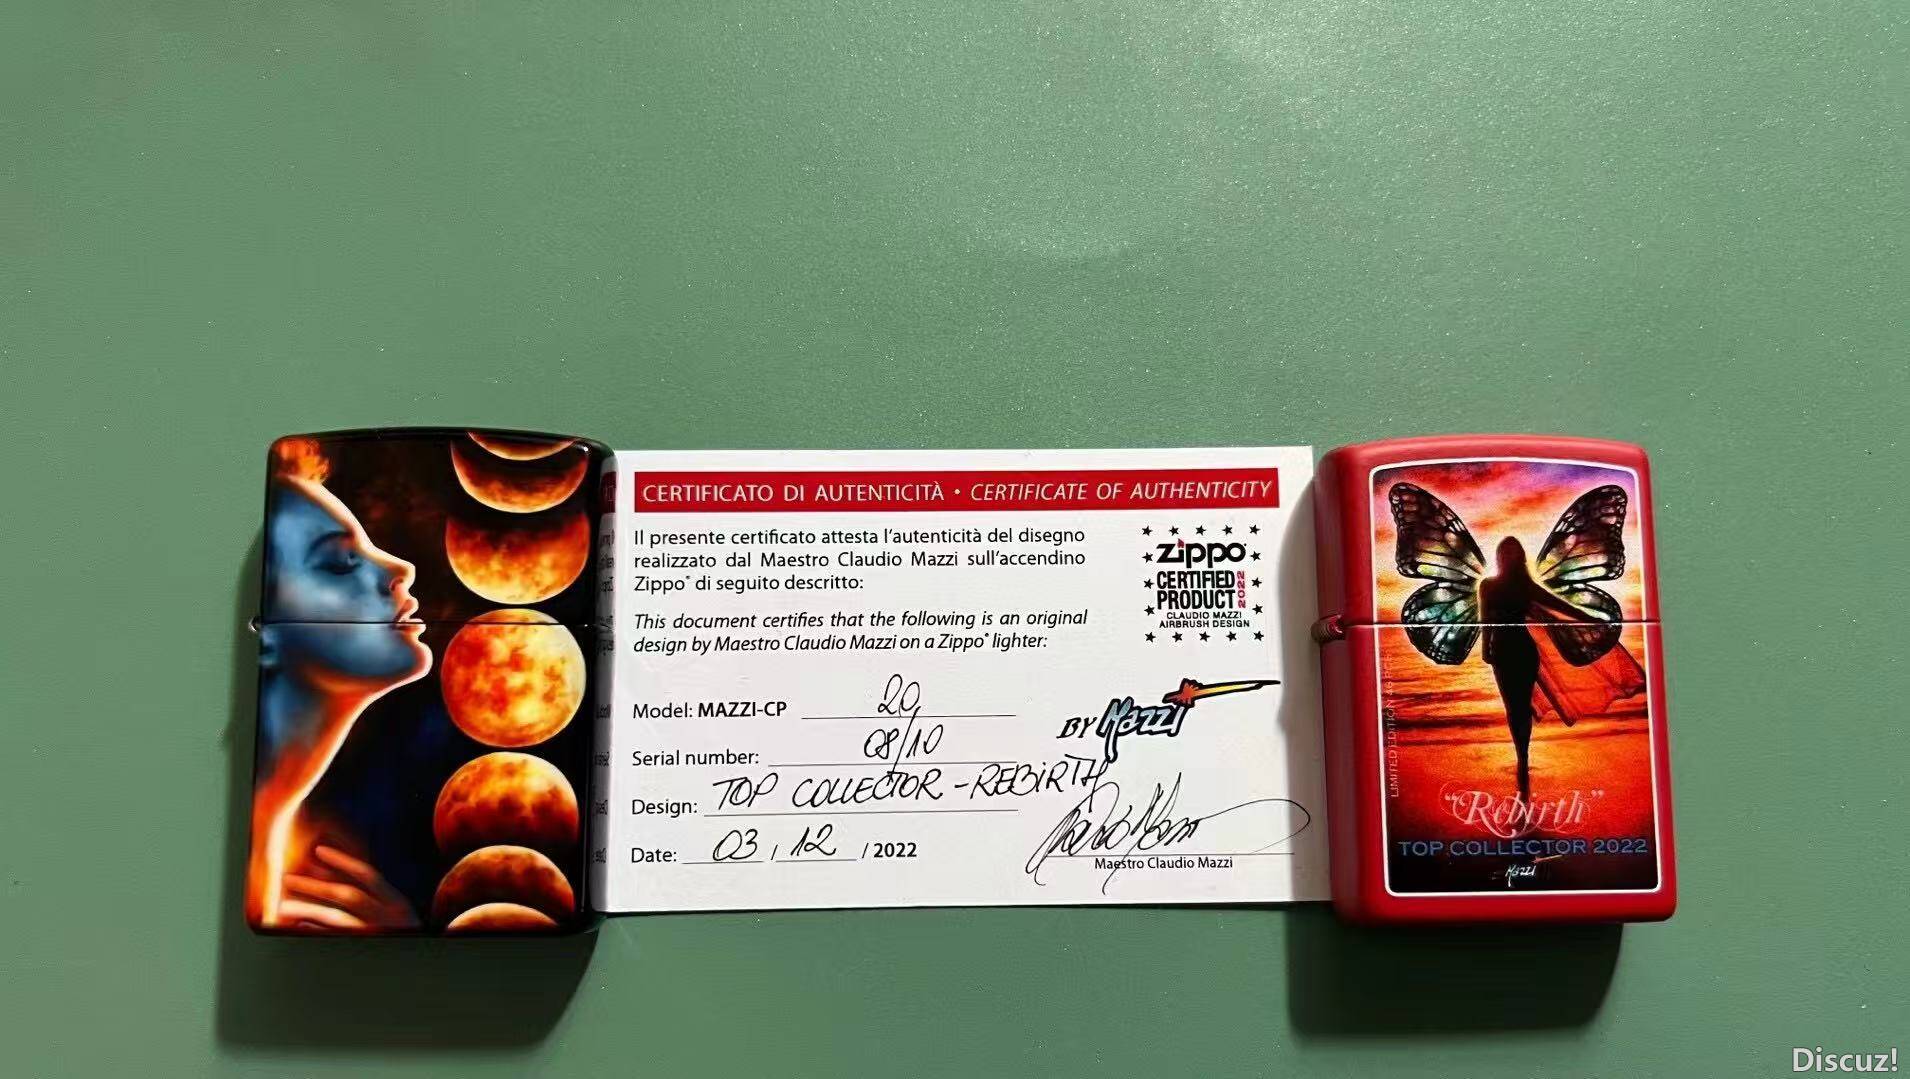 CERTIFICATO DI AUTENTICITÀ • CERTIFICATE OF AUTHENTICITY
Il presente certificato attesta l'autenticità del disegno
realizzato dal Maestro Claudio Mazzi sull'accendino
Zippo® di seguito descritto:
This document certifies that the following is an original
design by Maestro Claudio Mazzi on a Zippo® lighter:
Model: MAZZI-CP 20
Serial number: 08/10
Design: TOP COLLECTOR - REBIRTH
Date: 03 / 12 / 2022
zippo
CERTIFIED
PRODUCT 2022
CLAUDIO MAZZI
AIRBRUSH DESIGN
BY Mazzi
Maestro Claudio Mazzi
LIMITED EDITION
"Rebirth"
TOP COLLECTOR 2022
Mazzi
Discuz!